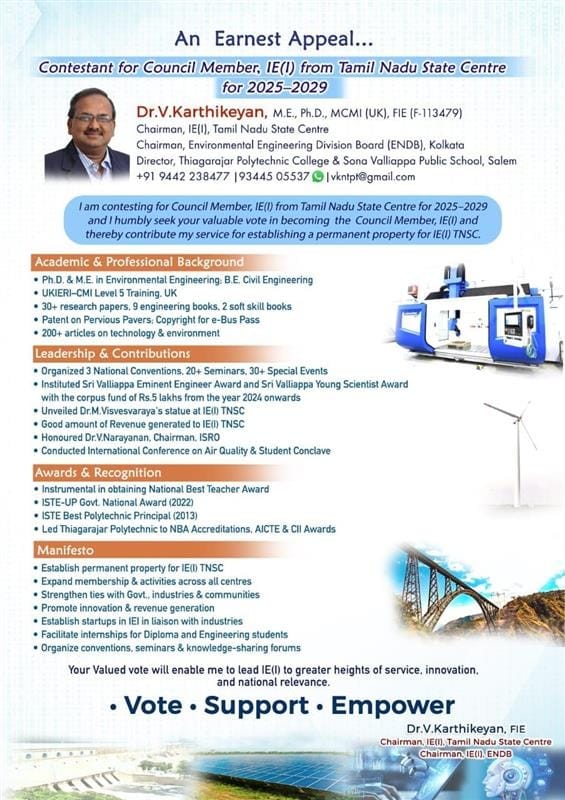 An Earnest Appeal...
Contestant for Council Member, IE(I) from Tamil Nadu State Centre
for 2025–2029
Dr.V.Karthikeyan, M.E., Ph.D., MCMI (UK), FIE (F-113479)
Chairman, IE(I), Tamil Nadu State Centre
Chairman, Environmental Engineering Division Board (ENDB), Kolkata
Director, Thiagarajar Polytechnic College & Sona Valliappa Public School, Salem
+91 9442 238477 |93445 05537 |vkntpt@gmail.com
I am contesting for Council Member, IE(I) from Tamil Nadu State Centre for 2025–2029
and I humbly seek your valuable vote in becoming the Council Member, IE(I) and
thereby contribute my service for establishing a permanent property for IE(I) TNSC.
Academic & Professional Background
• Ph.D. & M.E. in Environmental Engineering; B.E. Civil Engineering
• UKIERI–CMI Level 5 Training, UK
• 30+ research papers, 9 engineering books, 2 soft skill books
• Patent on Pervious Pavers; Copyright for e-Bus Pass
• 200+ articles on technology & environment
Leadership & Contributions
• Organized 3 National Conventions, 20+ Seminars, 30+ Special Events
• Instituted Sri Valliappa Eminent Engineer Award and Sri Valliappa Young Scientist Award
with the corpus fund of Rs.5 lakhs from the year 2024 onwards
• Unveiled Dr.M.Visvesvaraya's statue at IE(I) TNSC
• Good amount of Revenue generated to IE(I) TNSC
• Honoured Dr.V.Narayanan, Chairman, ISRO
• Conducted International Conference on Air Quality & Student Conclave
Awards & Recognition
• Instrumental in obtaining National Best Teacher Award
• ISTE-UP Govt. National Award (2022)
• ISTE Best Polytechnic Principal (2013)
• Led Thiagarajar Polytechnic to NBA Accreditations, AICTE & CII Awards
Manifesto
• Establish permanent property for IE(I) TNSC
• Expand membership & activities across all centres
• Strengthen ties with Govt., industries & communities
• Promote innovation & revenue generation
• Establish startups in IEI in liaison with industries
• Facilitate internships for Diploma and Engineering students
• Organize conventions, seminars & knowledge-sharing forums
Your Valued vote will enable me to lead IE(I) to greater heights of service, innovation,
and national relevance.
• Vote • Support • Empower
Dr.V.Karthikeyan, FIE
Chairman, IE(I), Tamil Nadu State Centre
Chairman, IE(I), ENDB